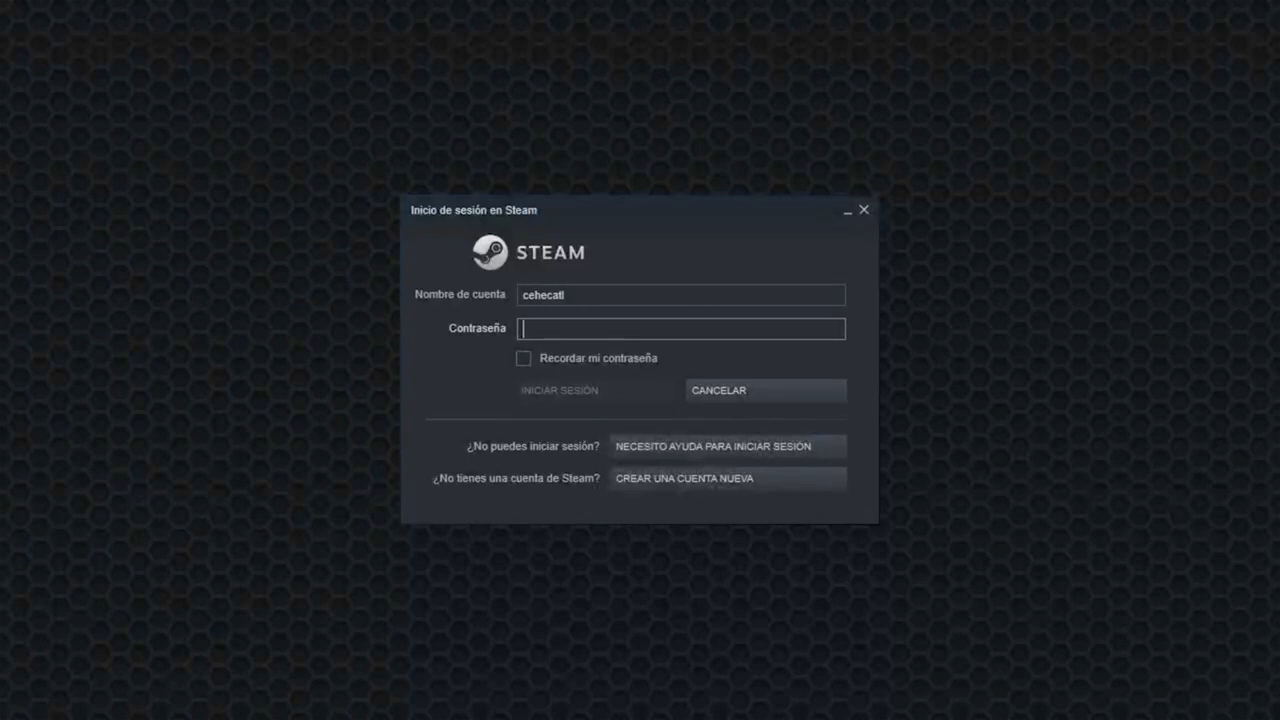 Inicio de sesión en Steam
STEAM
Nombre de cuenta cehecatl
Contraseña
Recordar mi contraseña
INICIAR SESIÓN CANCELAR
¿No puedes iniciar sesión? NECESITO AYUDA PARA INICIAR SESIÓN
¿No tienes una cuenta de Steam? CREAR UNA CUENTA NUEVA